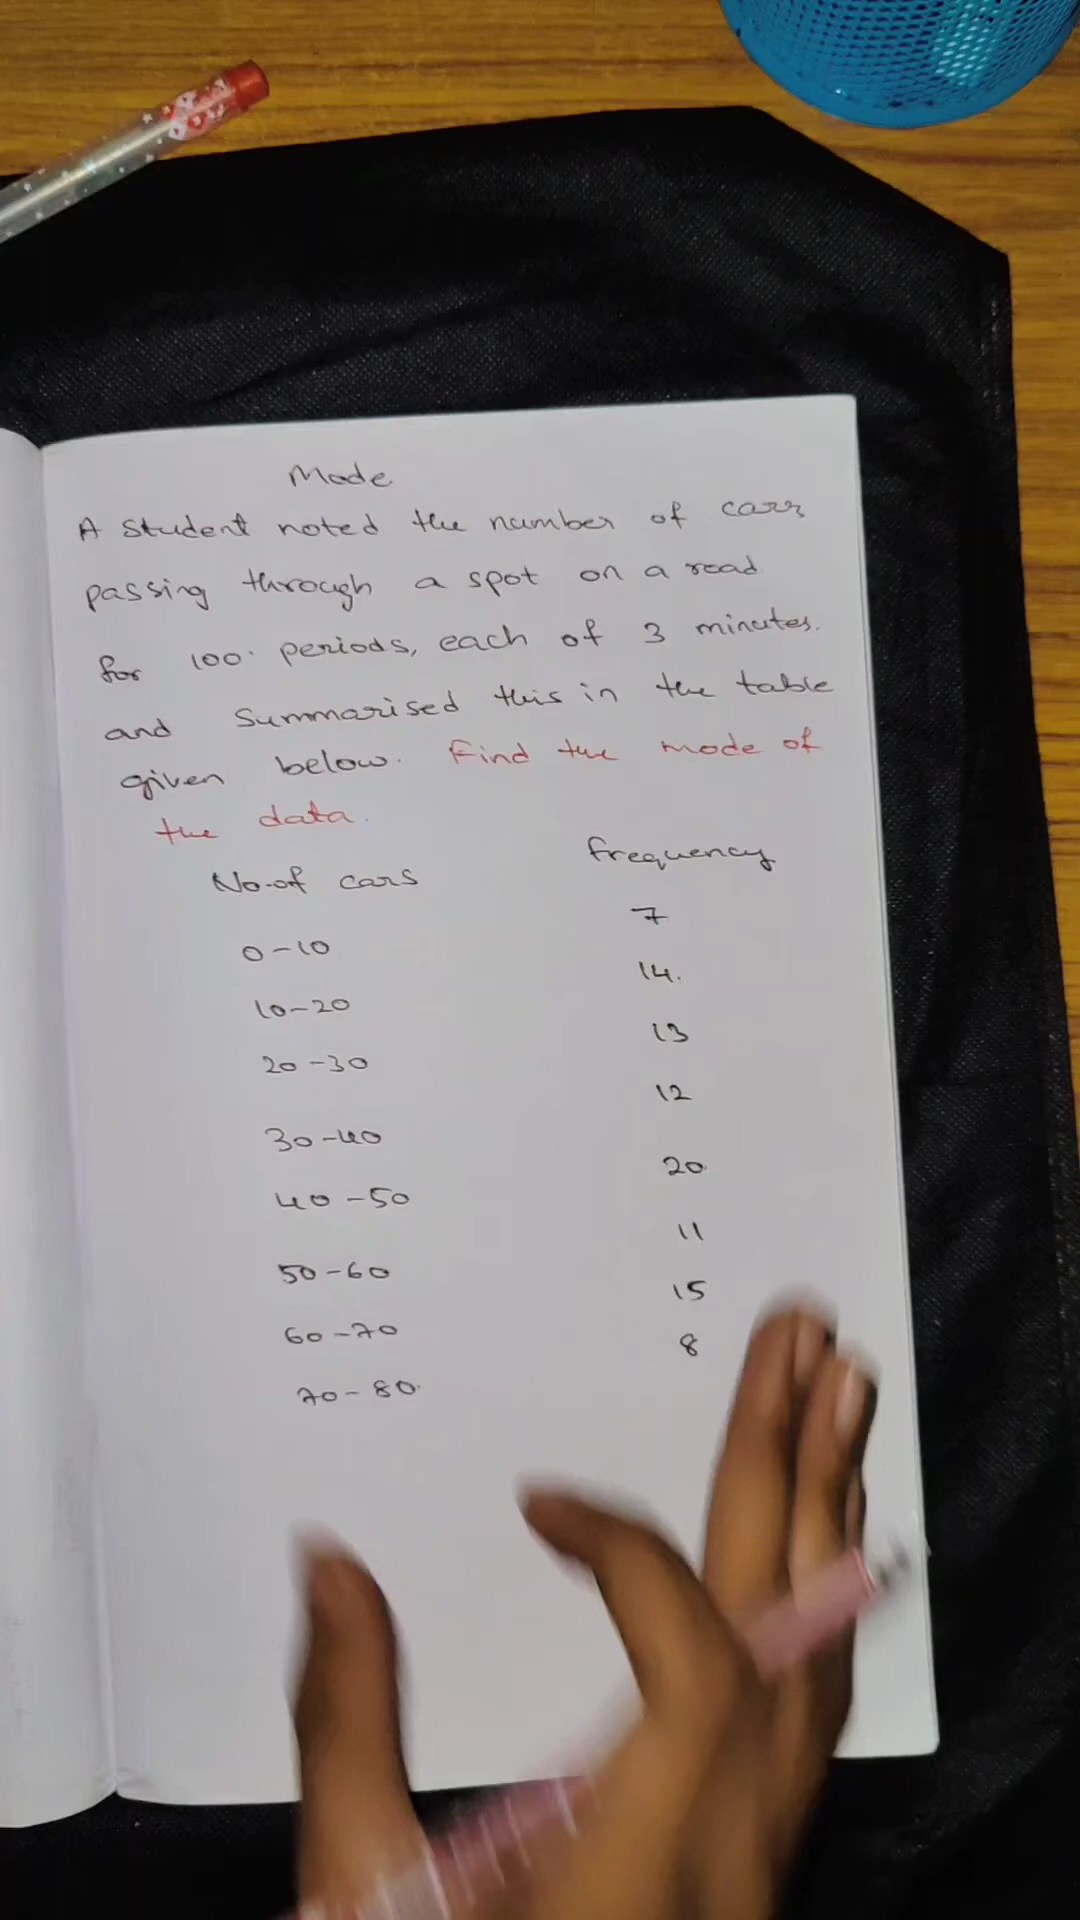 Mode
A Student noted the number of cars
passing through a spot on a road
for 100 periods, each of 3 minutes.
and Summarised this in the table
given below. Find the mode of
the data.
No.of cars frequency
0-10 7
10-20 14.
20-30 13
30-40 12
40-50 20
50-60 11
60-70 15
70-80 8